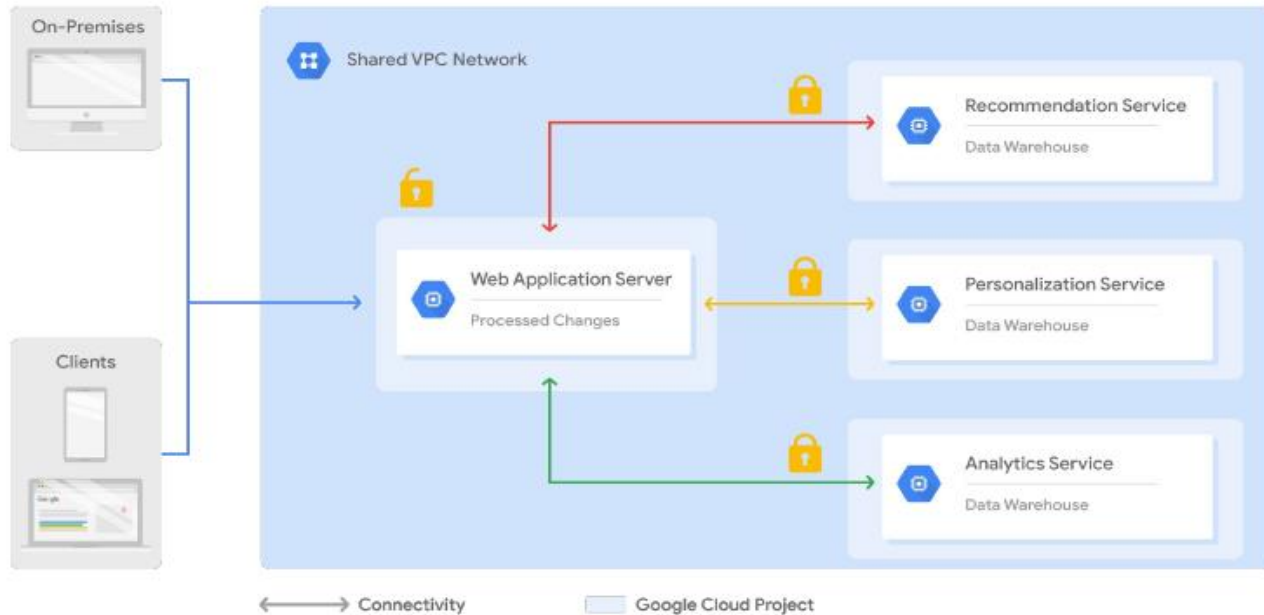 On-Premises
Shared VPC Network
Recommendation Service
Data Warehouse
Web Application Server
Processed Changes
Personalization Service
Data Warehouse
Clients
Google
Analytics Service
Data Warehouse
Connectivity
Google Cloud Project